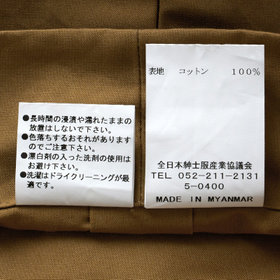 ●長時間の浸漬や濡れたままの
放置はしないで下さい。
●色落ちするおそれがあります
のでご注意下さい。
●漂白剤の入った洗剤の使用は
お避け下さい。
●洗濯はドライクリーニングが最
適です。
表地 コットン 100%
全日本紳士服産業協議会
TEL 052-211-2131
5-0400
MADE IN MYANMAR